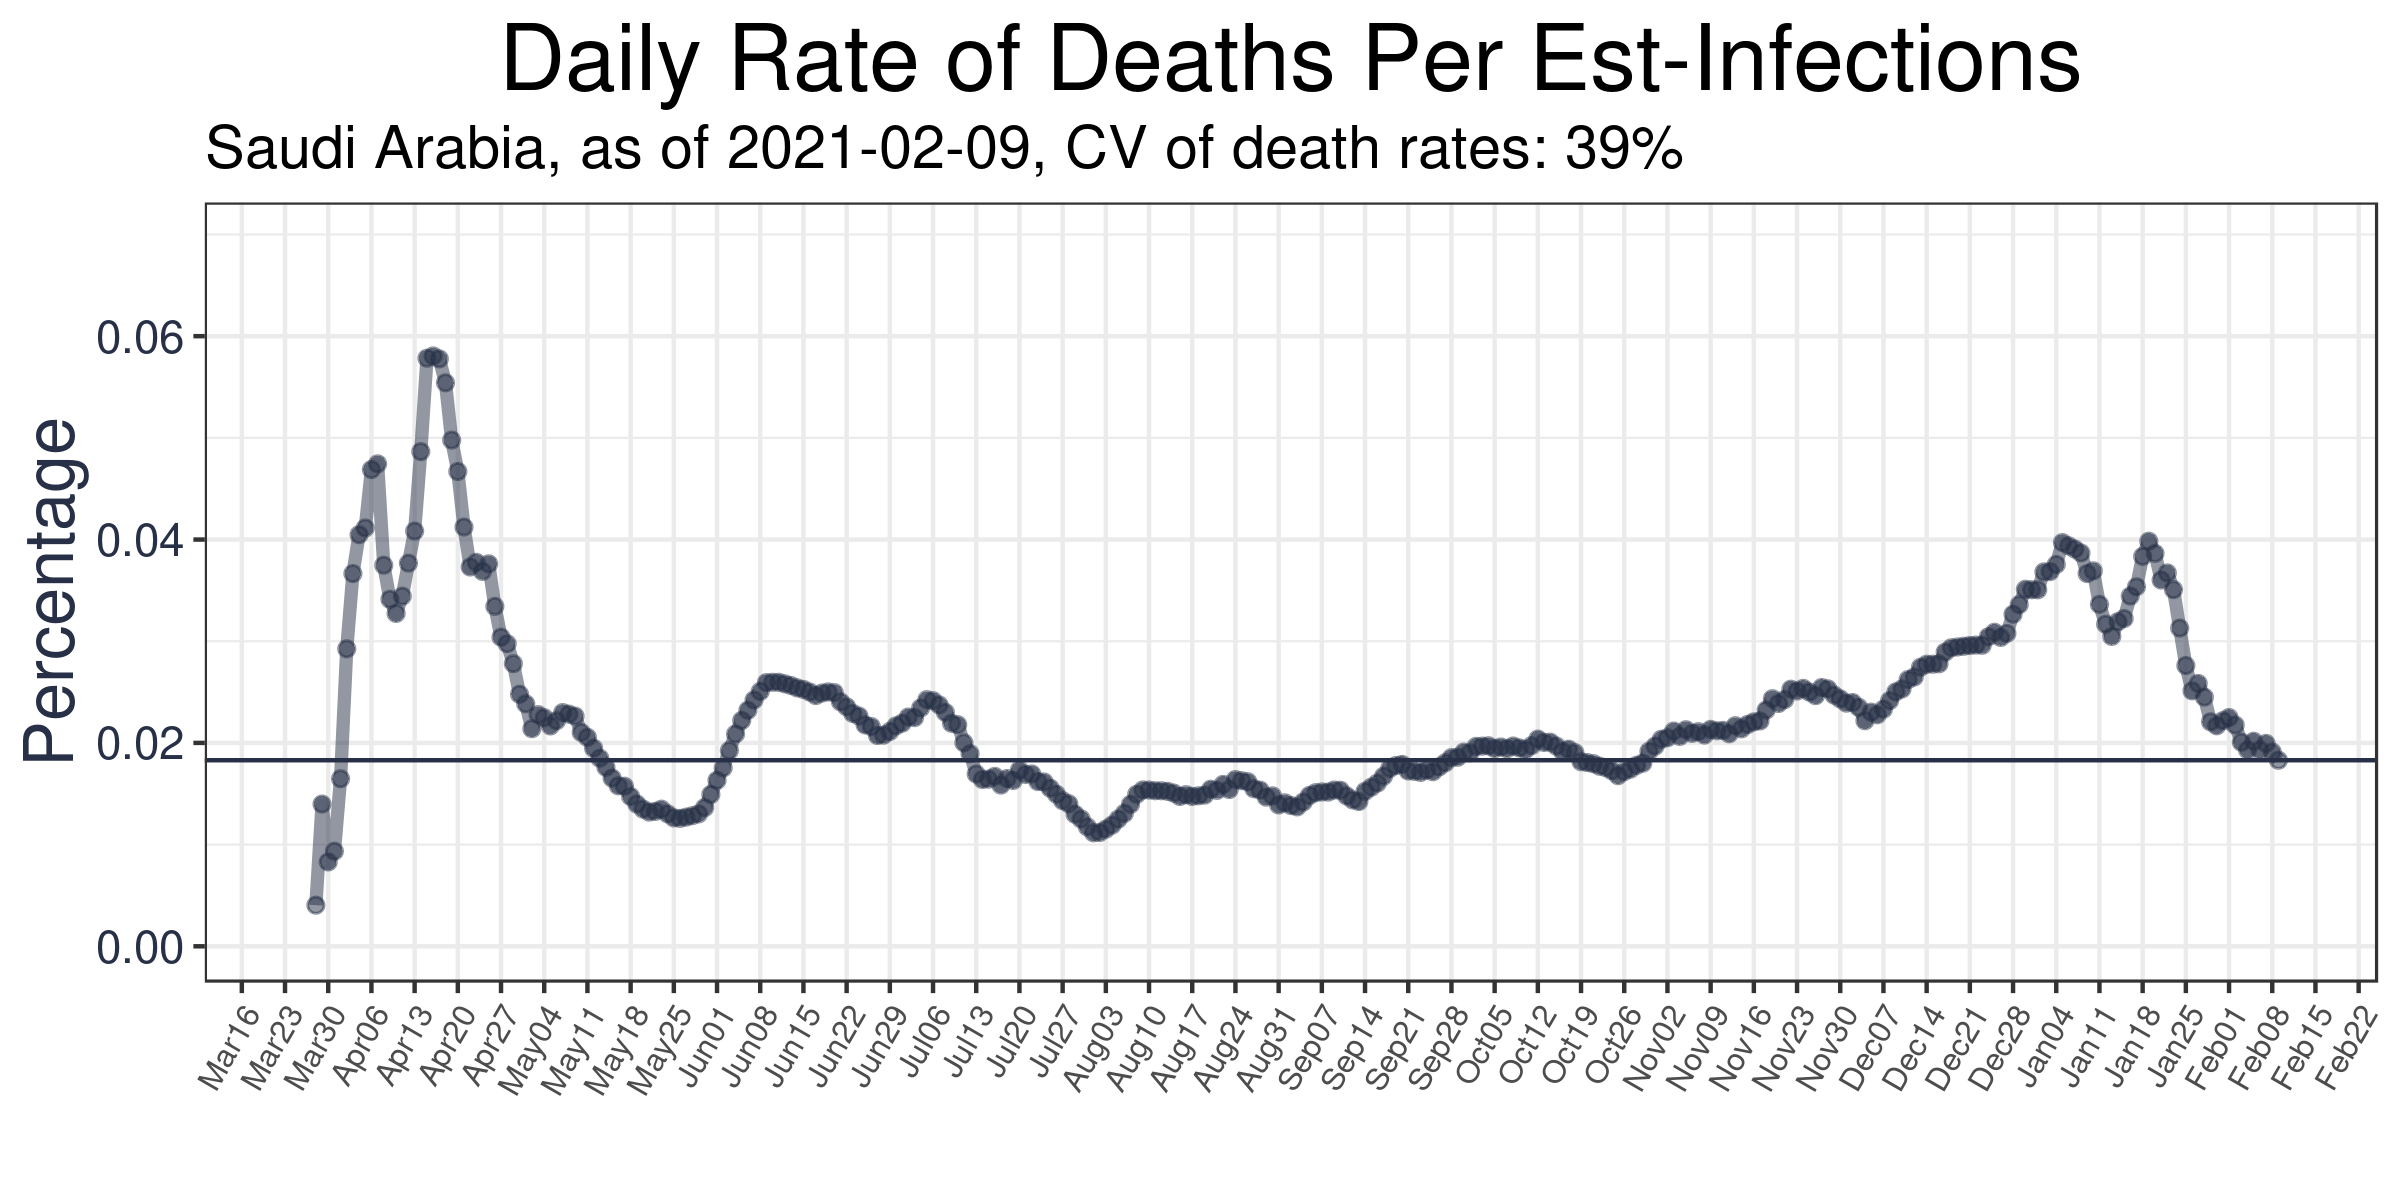 Daily Rate of Deaths Per Est-Infections
Saudi Arabia, as of 2021-02-09, CV of death rates: 39%
Percentage
0.06
0.04
0.02
0.00
Mar16
Mar23
Mar30
Apr06
Apr13
Apr20
Apr27
May04
May11
May18
May25
Jun01
Jun08
Jun15
Jun22
Jun29
Jul06
Jul13
Jul20
Jul27
Aug03
Aug10
Aug17
Aug24
Aug31
Sep07
Sep14
Sep21
Sep28
Oct05
Oct12
Oct19
Oct26
Nov02
Nov09
Nov16
Nov23
Nov30
Dec07
Dec14
Dec21
Dec28
Jan04
Jan11
Jan18
Jan25
Feb01
Feb08
Feb15
Feb22